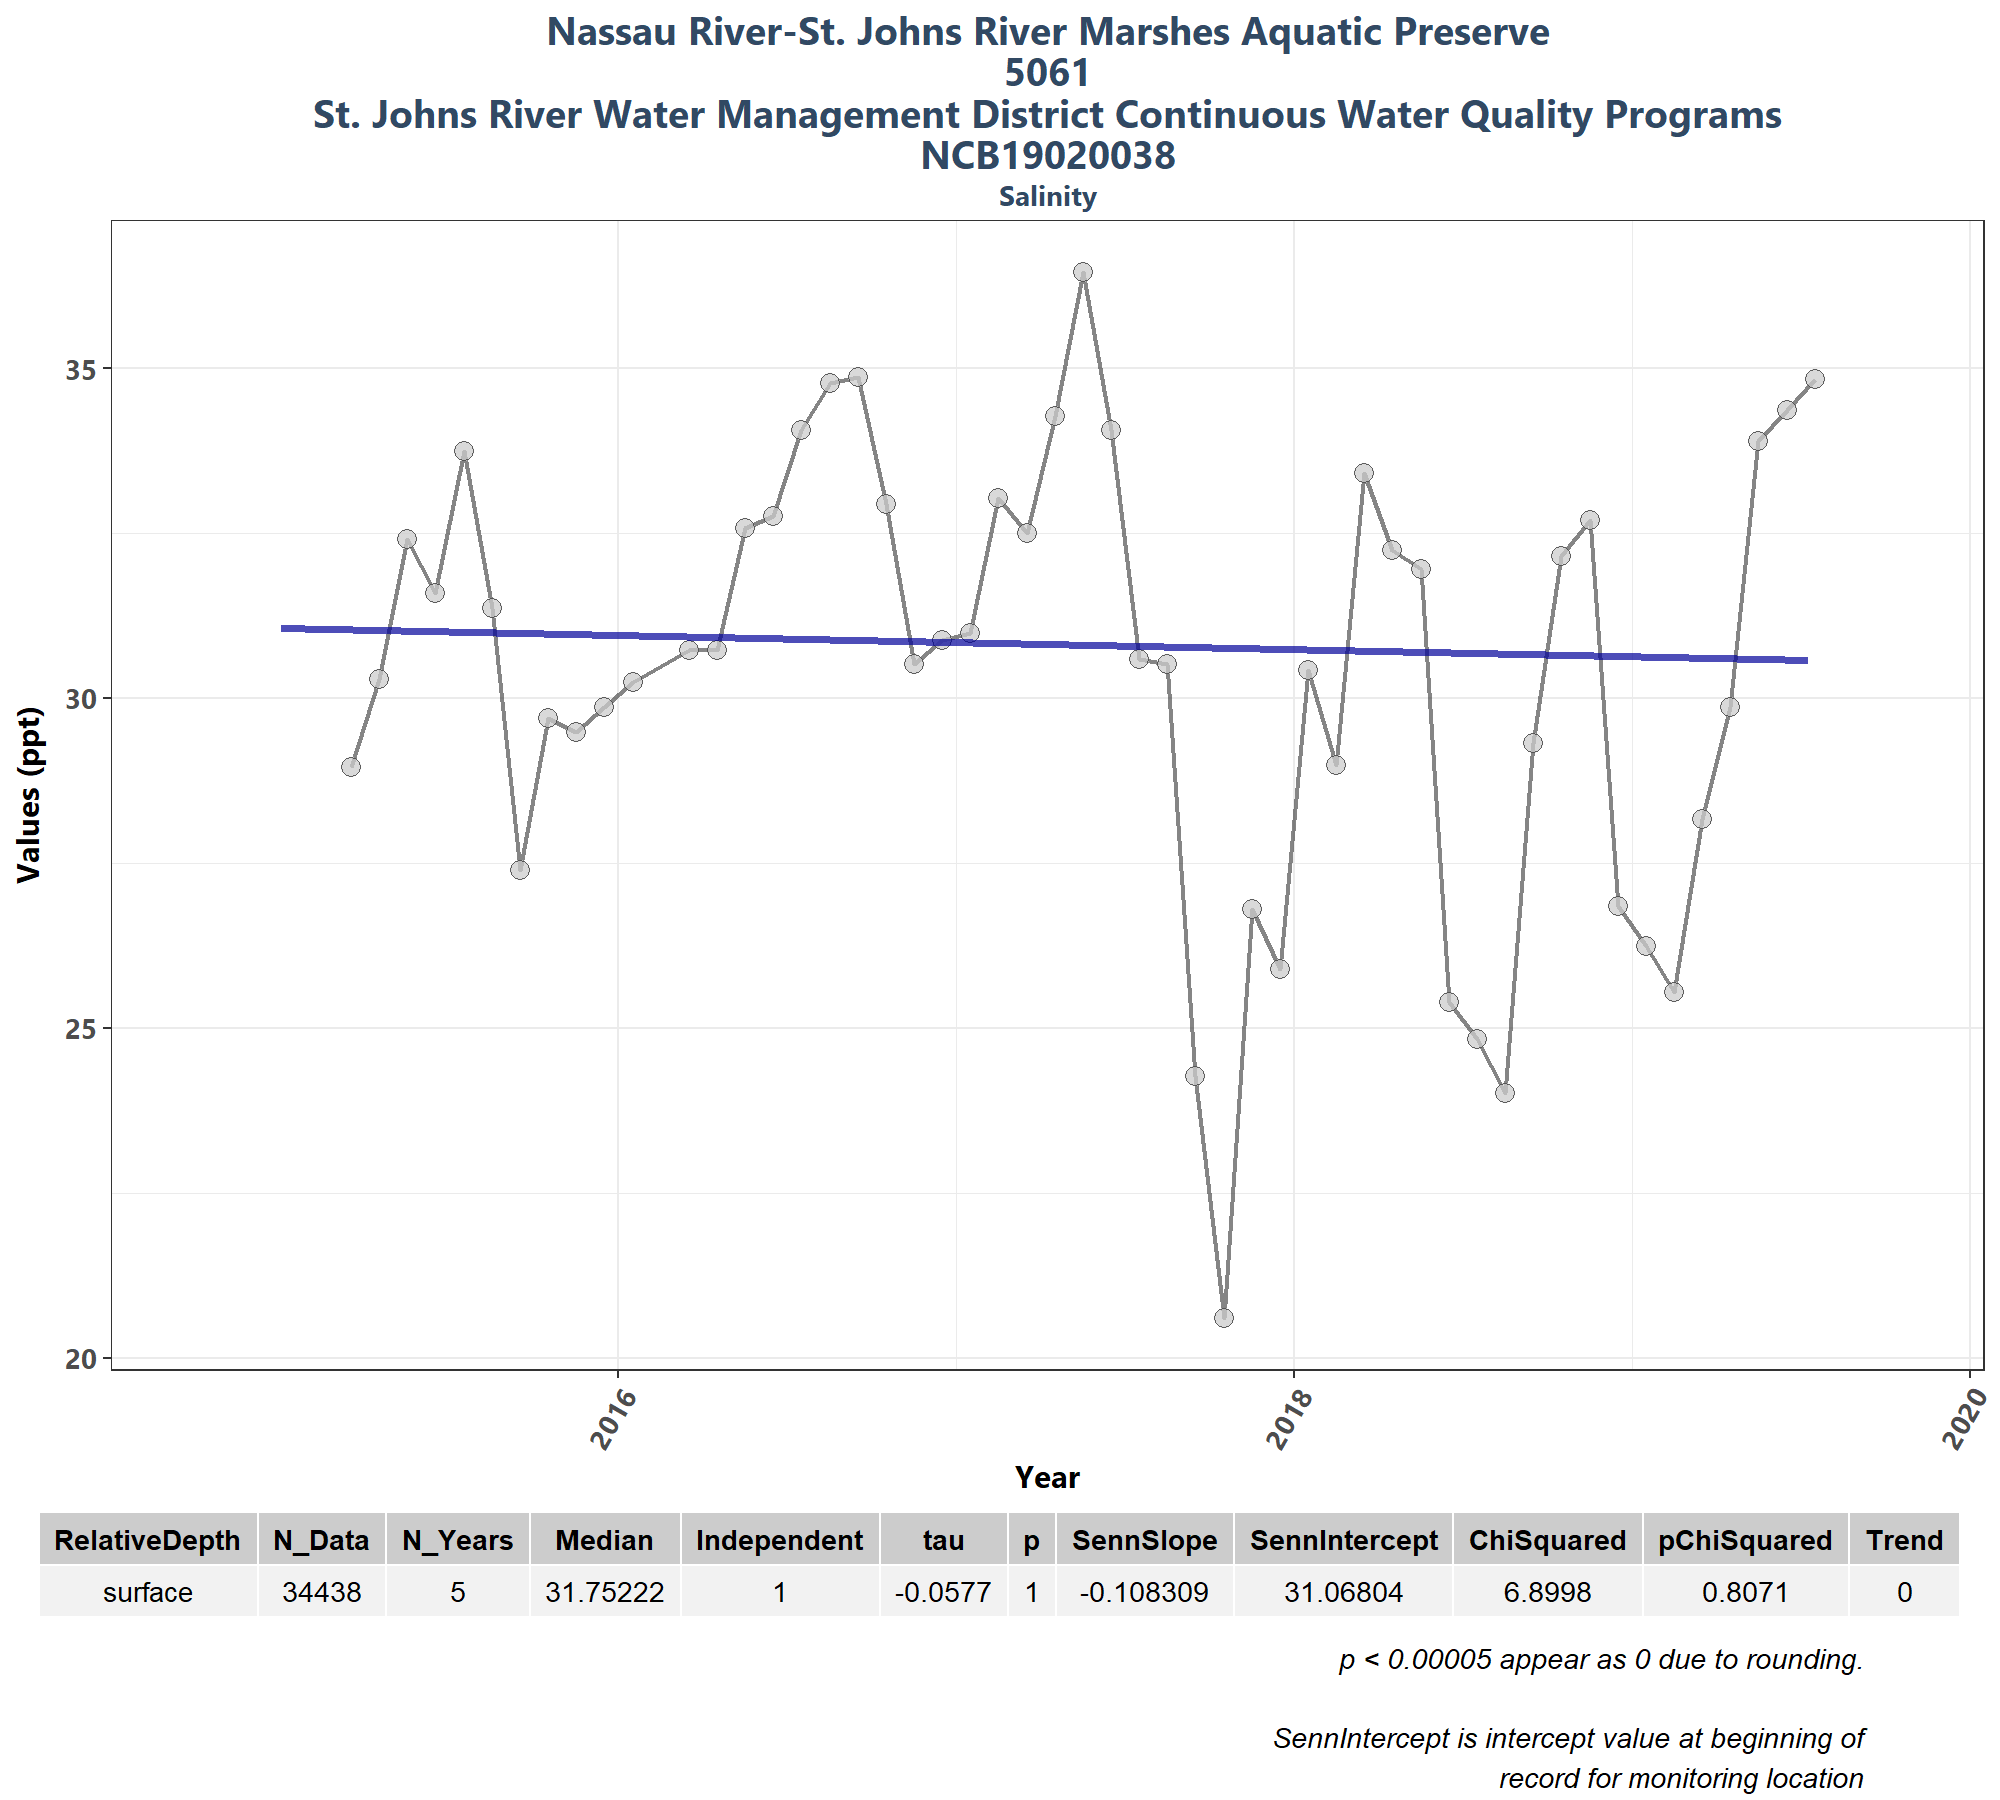 Nassau River-St. Johns River Marshes Aquatic Preserve
5061
St. Johns River Water Management District Continuous Water Quality Programs
NCB19020038
Salinity
35
30
25
20
Values (ppt)
2016
2018
2020
Year
RelativeDepth N_Data N_Years Median Independent tau p SennSlope SennIntercept ChiSquared pChiSquared Trend
surface 34438 5 31.75222 1 -0.0577 1 -0.108309 31.06804 6.8998 0.8071 0
p < 0.00005 appear as 0 due to rounding.
SennIntercept is intercept value at beginning of
record for monitoring location